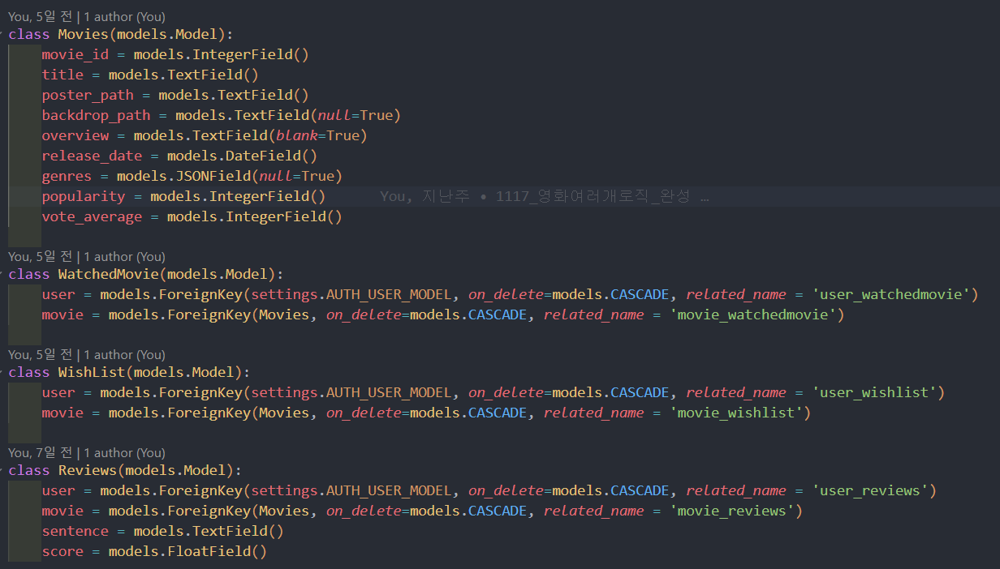 You, 5일 전 | 1 author (You)
class Movies(models.Model):
    movie_id = models.IntegerField()
    title = models.TextField()
    poster_path = models.TextField()
    backdrop_path = models.TextField(null=True)
    overview = models.TextField(blank=True)
    release_date = models.DateField()
    genres = models.JSONField(null=True)
    popularity = models.IntegerField()    You, 지난주 • 1117_영화여러개로직_완성 …
    vote_average = models.IntegerField()
You, 5일 전 | 1 author (You)
class WatchedMovie(models.Model):
    user = models.ForeignKey(settings.AUTH_USER_MODEL, on_delete=models.CASCADE, related_name = 'user_watchedmovie')
    movie = models.ForeignKey(Movies, on_delete=models.CASCADE, related_name = 'movie_watchedmovie')
You, 5일 전 | 1 author (You)
class WishList(models.Model):
    user = models.ForeignKey(settings.AUTH_USER_MODEL, on_delete=models.CASCADE, related_name = 'user_wishlist')
    movie = models.ForeignKey(Movies, on_delete=models.CASCADE, related_name = 'movie_wishlist')
You, 7일 전 | 1 author (You)
class Reviews(models.Model):
    user = models.ForeignKey(settings.AUTH_USER_MODEL, on_delete=models.CASCADE, related_name = 'user_reviews')
    movie = models.ForeignKey(Movies, on_delete=models.CASCADE, related_name = 'movie_reviews')
    sentence = models.TextField()
    score = models.FloatField()